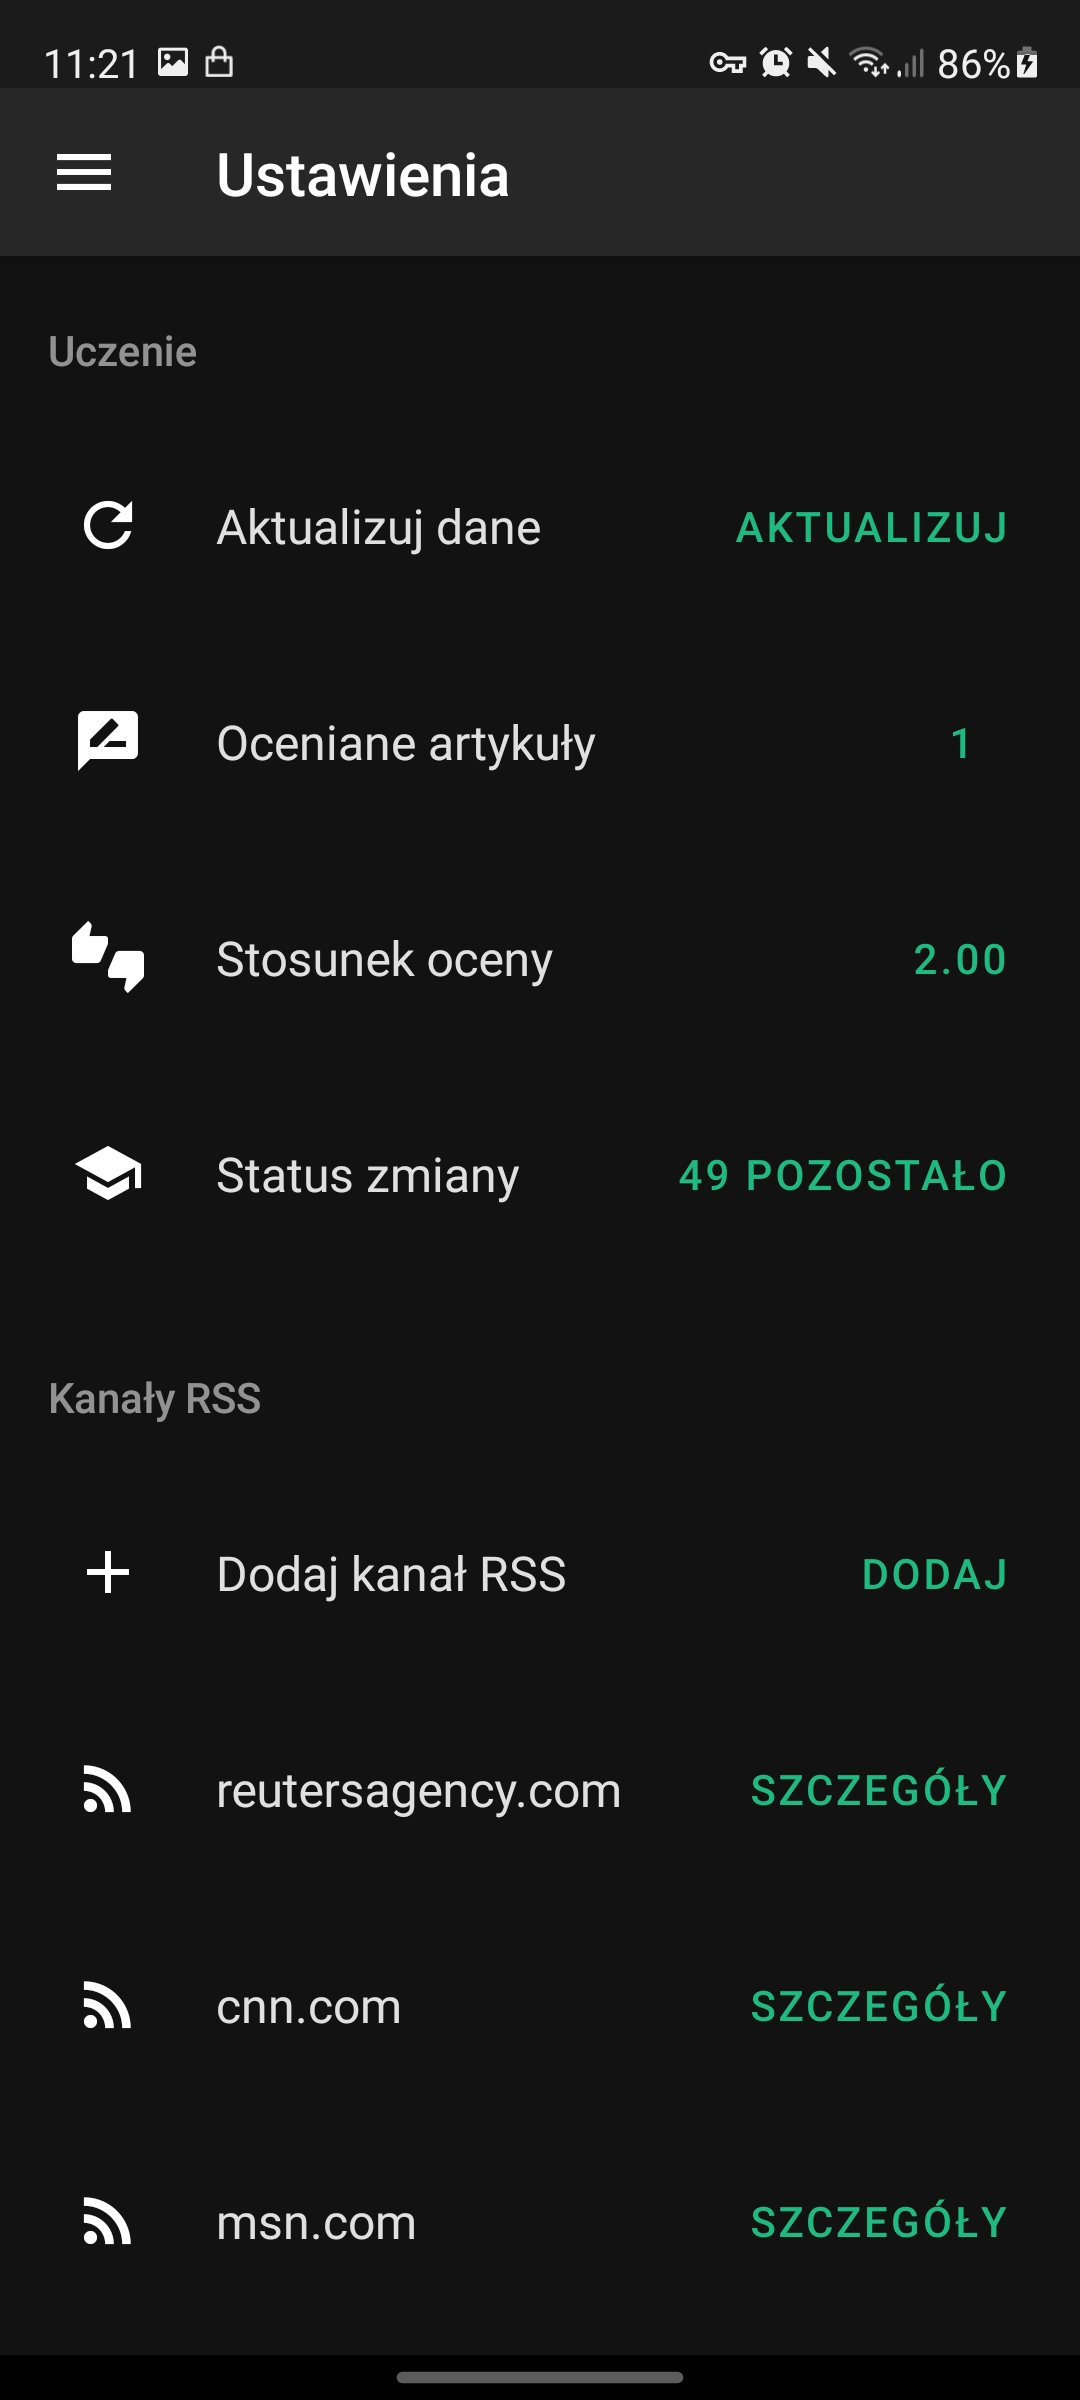 11:21 86%
Ustawienia
Uczenie
Aktualizuj dane AKTUALIZUJ
Oceniane artykuły 1
Stosunek oceny 2.00
Status zmiany 49 POZOSTAŁO
Kanały RSS
Dodaj kanał RSS DODAJ
reutersagency.com SZCZEGÓŁY
cnn.com SZCZEGÓŁY
msn.com SZCZEGÓŁY